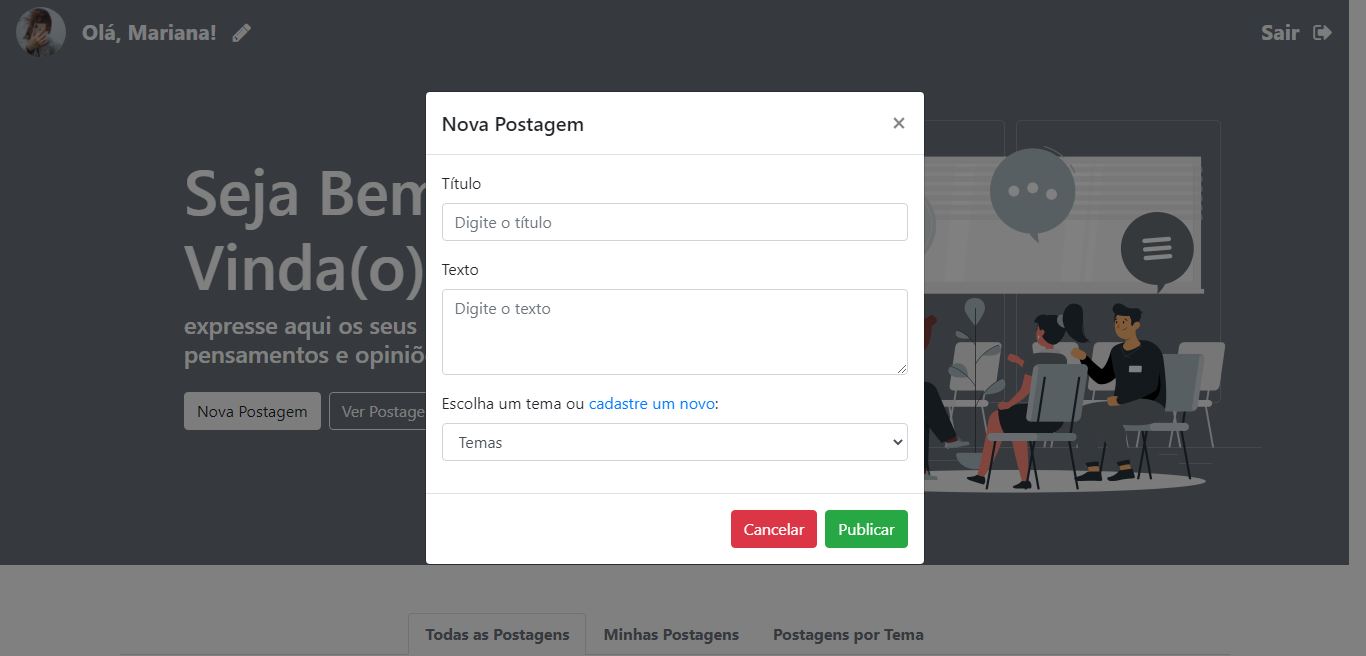 Olá, Mariana!
Sair
Nova Postagem
×
Título
Digite o título
Texto
Digite o texto
Escolha um tema ou cadastre um novo:
Temas
Cancelar
Publicar
Seja Bem
Vinda(o)
expresse aqui os seus
pensamentos e opiniõ
Nova Postagem
Ver Postage
Todas as Postagens
Minhas Postagens
Postagens por Tema